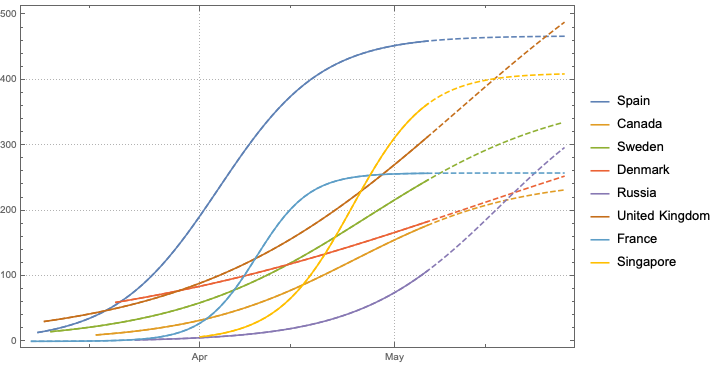 500
400
300
200
100
0
Apr
May
Spain
Canada
Sweden
Denmark
Russia
United Kingdom
France
Singapore